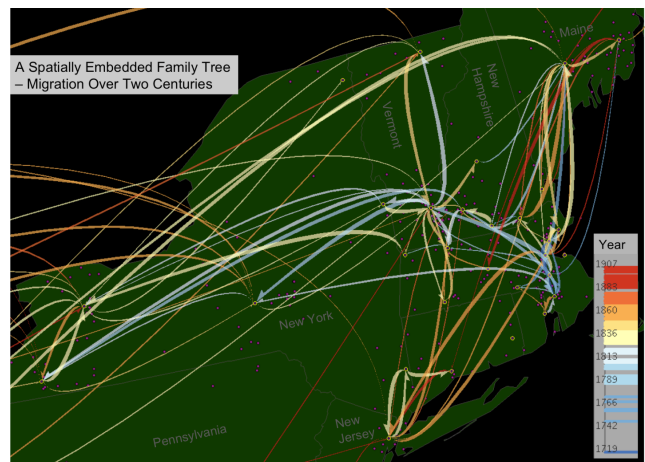 A Spatially Embedded Family Tree
– Migration Over Two Centuries
Maine
New
Hampshire
Vermont
New York
Pennsylvania
New
Jersey
Year
1907
1883
1860
1836
1813
1789
1766
1742
1719